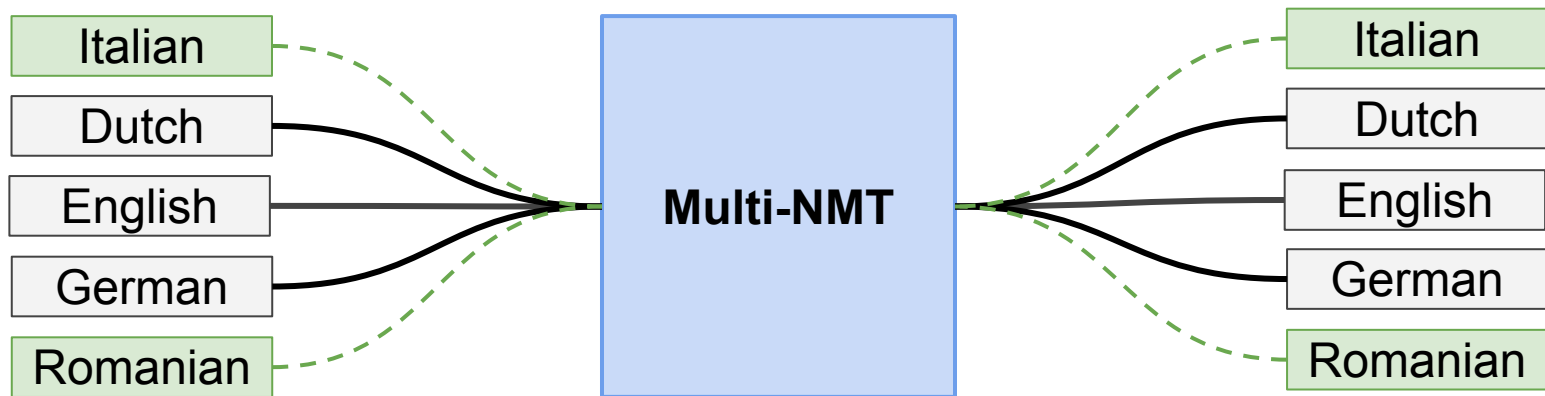 Italian
Dutch
English
German
Romanian
Multi-NMT
Italian
Dutch
English
German
Romanian